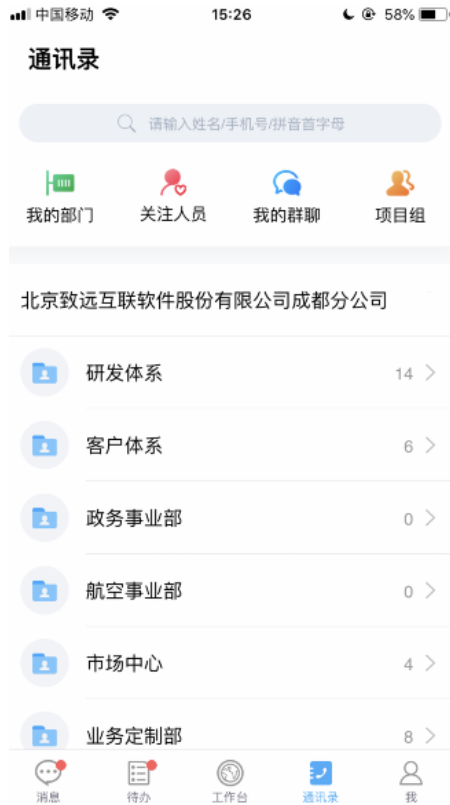 中国移动 15:26 58%
通讯录
请输入姓名/手机号/拼音首字母
我的部门 关注人员 我的群聊 项目组
北京致远互联软件股份有限公司成都分公司
研发体系 14
客户体系 6
政务事业部 0
航空事业部 0
市场中心 4
业务定制部 8
消息 待办 工作台 通讯录 我